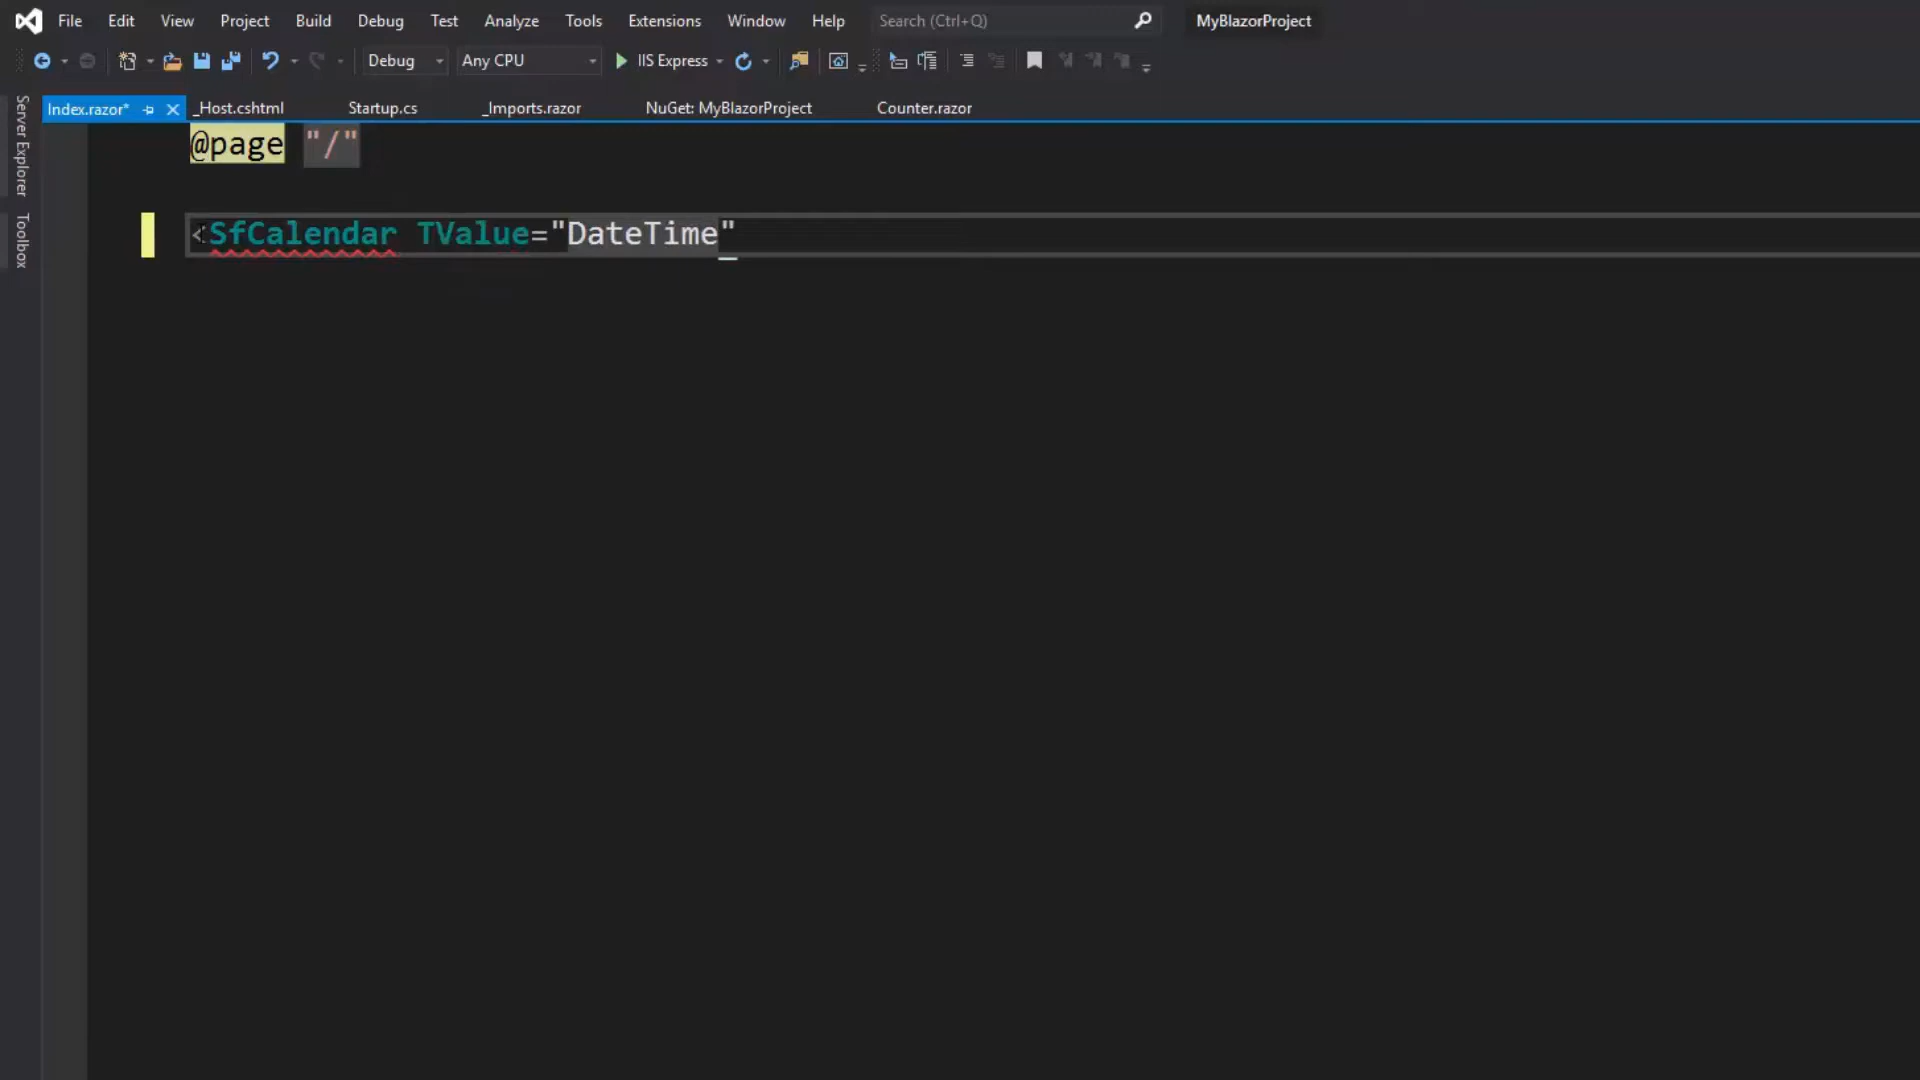 File Edit View Project Build Debug Test Analyze Tools Extensions Window Help Search (Ctrl+Q) MyBlazorProject
Debug Any CPU IIS Express
Index.razor* _Host.cshtml Startup.cs _Imports.razor NuGet: MyBlazorProject Counter.razor
Server Explorer
Toolbox
@page "/"
<SfCalendar TValue="DateTime"